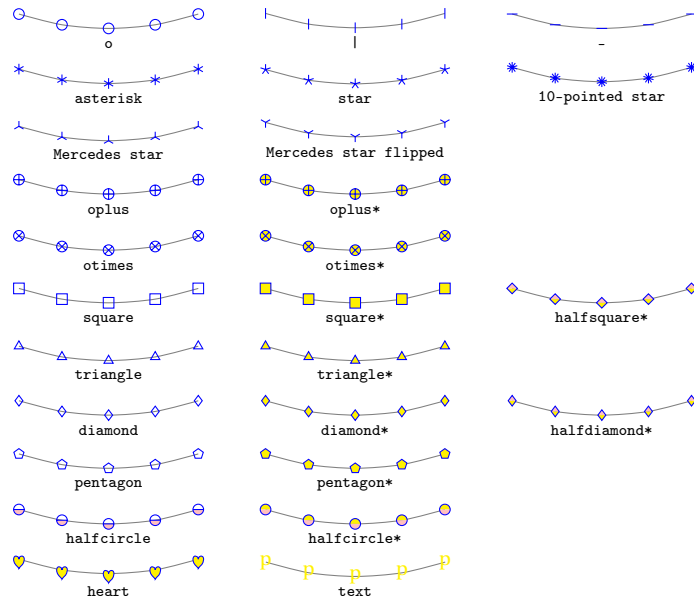 o | -
asterisk star 10-pointed star
Mercedes star Mercedes star flipped
oplus oplus*
otimes otimes*
square square* halfsquare*
triangle triangle*
diamond diamond* halfdiamond*
pentagon pentagon*
halfcircle halfcircle*
p p p p p
heart text